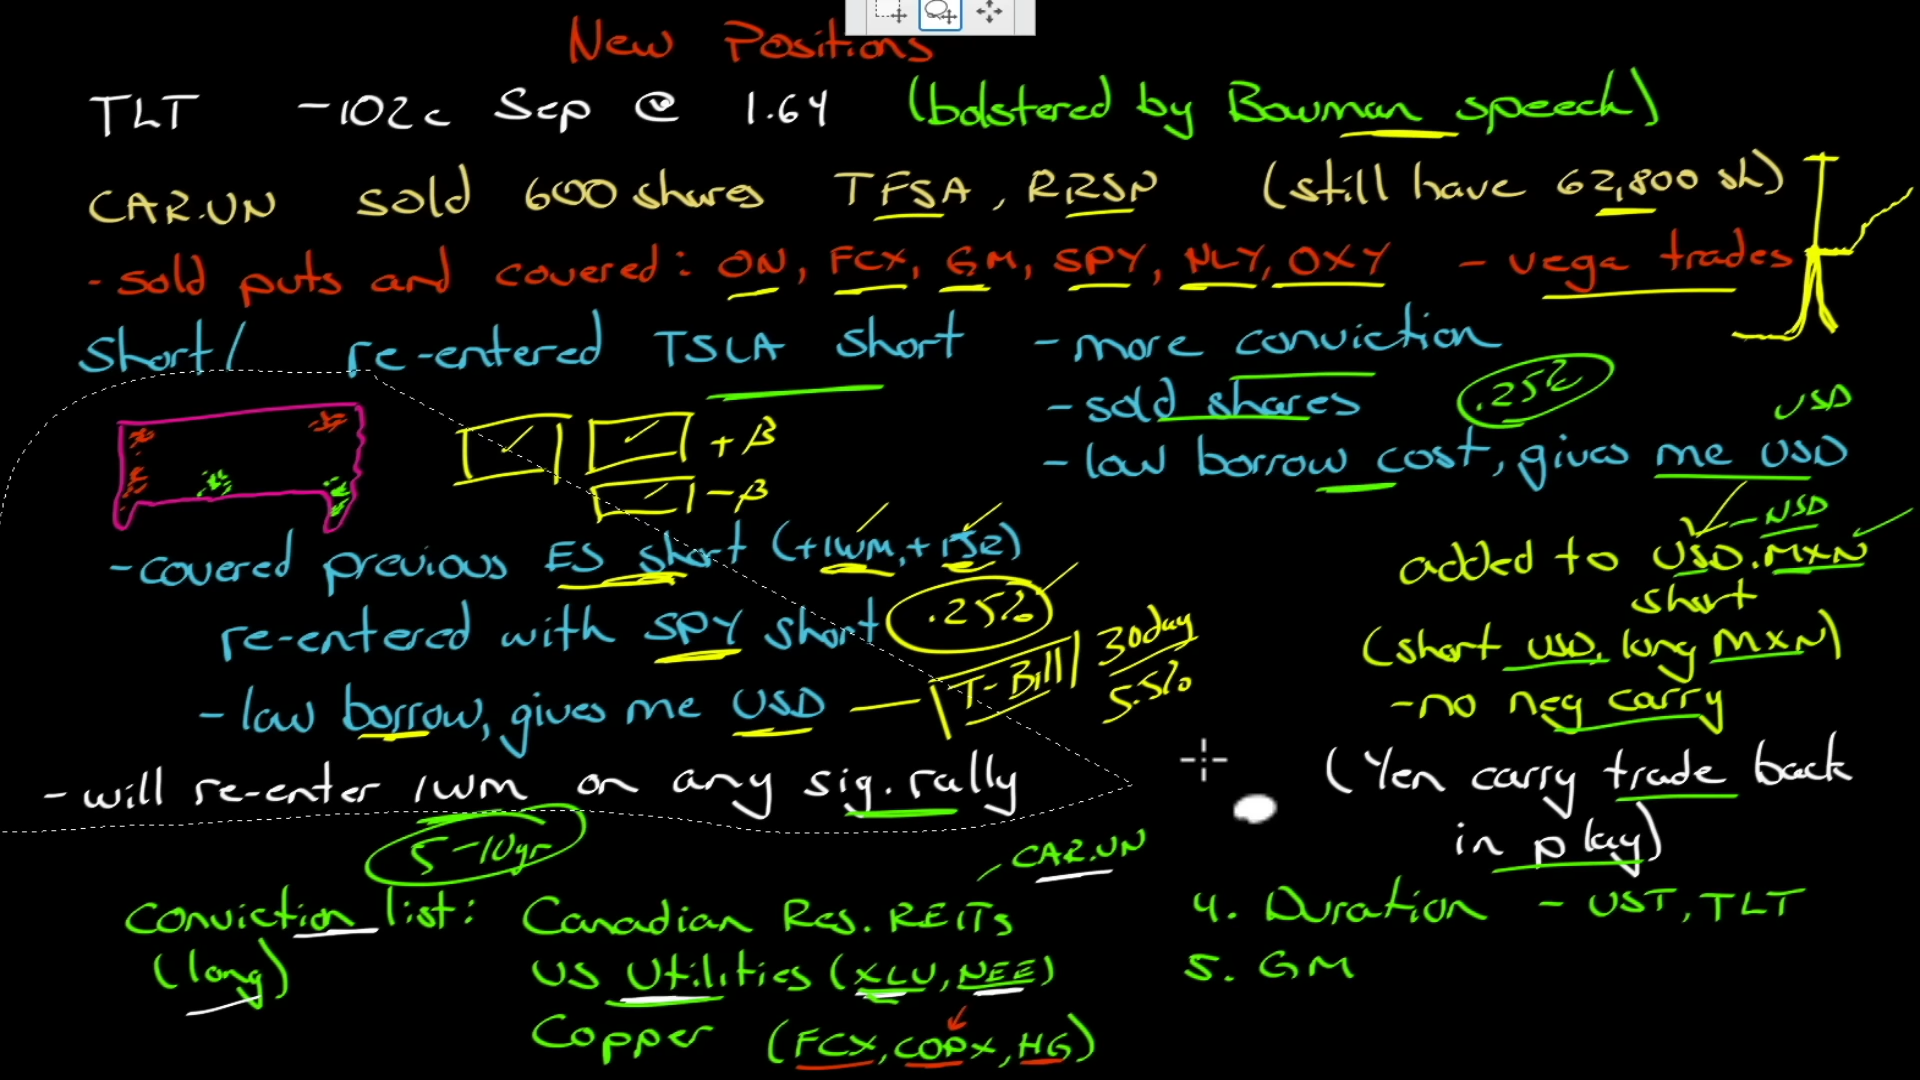 New Positions
TLT -102c Sep @ 1.64 (bolstered by Bowman speech)
CAR.UN sold 600 shares TFSA, RRSP (still have 62,800 sh)
- sold puts and covered: ON, FCX, GM, SPY, NLY, OXY - vega trades
Short/ re-entered TSLA short - more conviction
- sold shares .25%
USD
- low borrow cost, gives me USD
+ β
- β
- covered previous ES short (+IWM, + )
re-entered with SPY short .25%
- low borrow, gives me USD — T-Bill 30day
5.5%
- will re-enter IWM on any sig. rally
- USD
added to USD.MXN
short
(short USD, long MXN)
- no neg carry
(Yen carry trade back
in play)
5-10yr
CAR.UN
Conviction list: Canadian Res. REITs
(long) US Utilities (XLU, NEE)
Copper (FCX, COPX, HG)
4. Duration - UST, TLT
5. GM